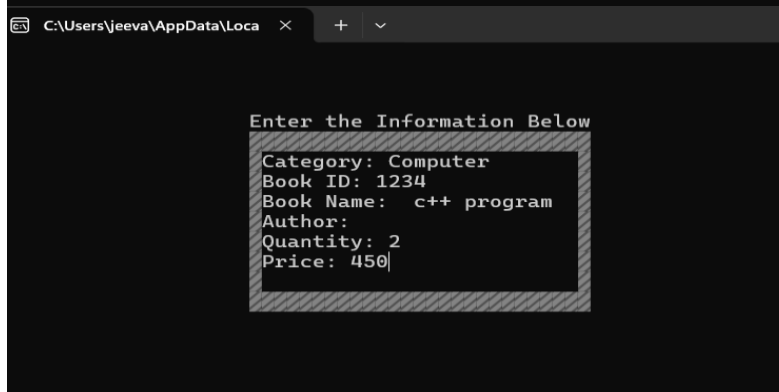 C:\Users\jeeva\AppData\Loca
Enter the Information Below
Category: Computer
Book ID: 1234
Book Name:  c++ program
Author:
Quantity: 2
Price: 450